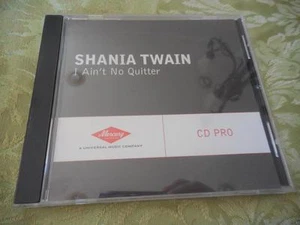 SHANIA TWAIN
I Ain't No Quitter
Mercury
A UNIVERSAL MUSIC COMPANY
CD PRO